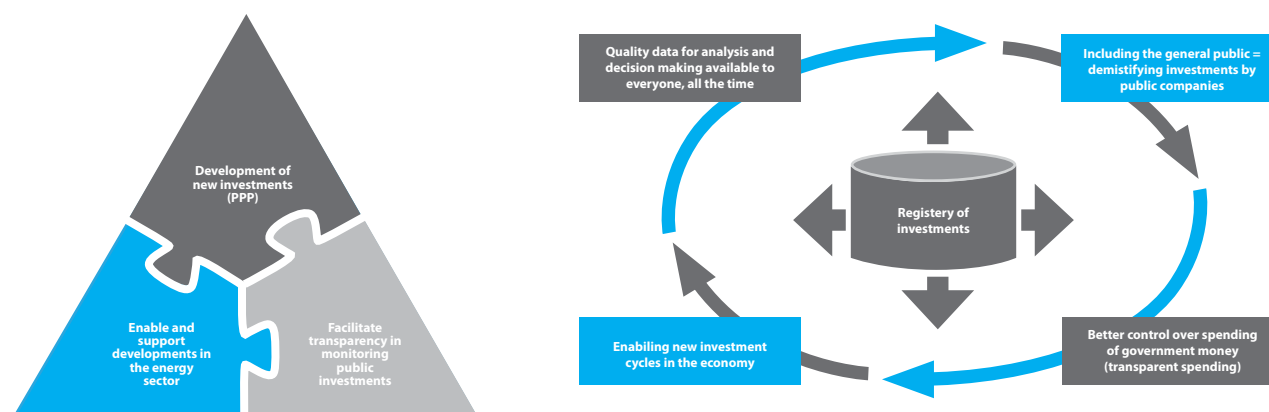 Development of
new investments
(PPP)
Enable and
support
developments in
the energy
sector
Facilitate
transparency in
monitoring
public
investments
Quality data for analysis and
decision making available to
everyone, all the time
Including the general public =
demistifying investments by
public companies
Registery of
investments
Enabiling new investment
cycles in the economy
Better control over spending
of government money
(transparent spending)